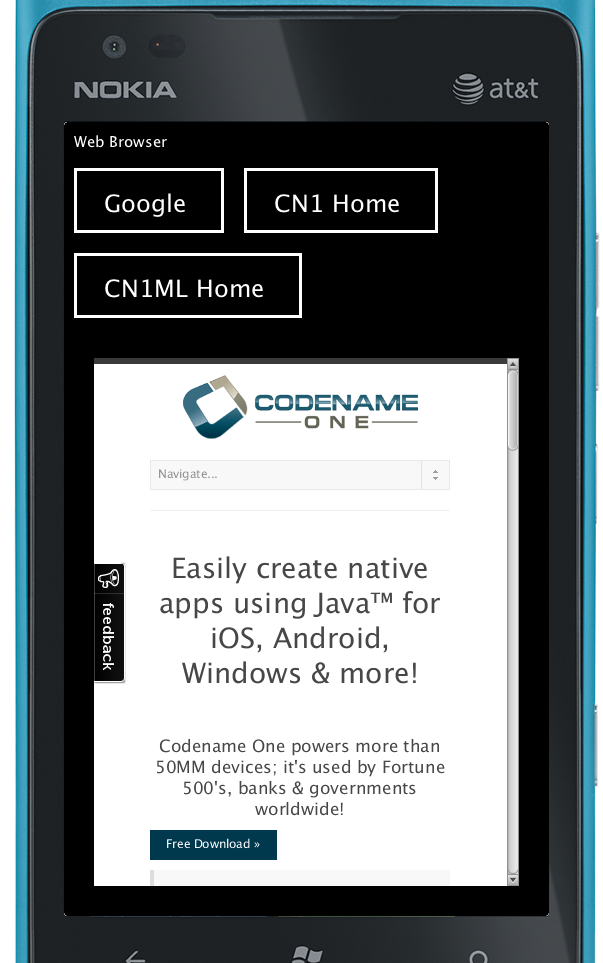 NOKIA
at&t
Web Browser
Google
CN1 Home
CN1ML Home
CODENAME
ONE
Navigate...
Easily create native
apps using Java™ for
iOS, Android,
Windows & more!
feedback
Codename One powers more than
50MM devices; it's used by Fortune
500's, banks & governments
worldwide!
Free Download »